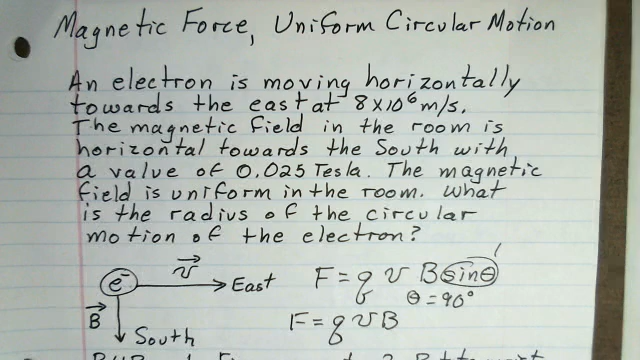 Magnetic Force, Uniform Circular Motion
An electron is moving horizontally
towards the east at 8x10⁶ m/s.
The magnetic field in the room is
horizontal towards the South with
a value of 0.025 Tesla. The magnetic
field is uniform in the room. What
is the radius of the circular
motion of the electron?
e⁻ v⃗ East F = q v B sinθ 1
θ = 90°
B⃗ F = q v B
South